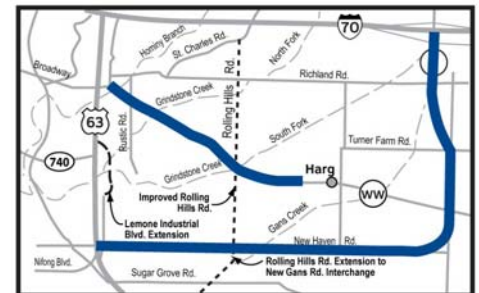 Hominy Branch
St. Charles Rd.
North Fork
70
Broadway
Richland Rd.
Grindstone Creek
Rolling Hills Rd.
63
Rustic Rd.
South Fork
Turner Farm Rd.
740
Grindstone Creek
Harg
WW
Improved Rolling
Hills Rd.
Gans Creek
Lemone Industrial
Blvd. Extension
New Haven Rd.
Nifong Blvd.
Sugar Grove Rd.
Rolling Hills Rd. Extension to
New Gans Rd. Interchange